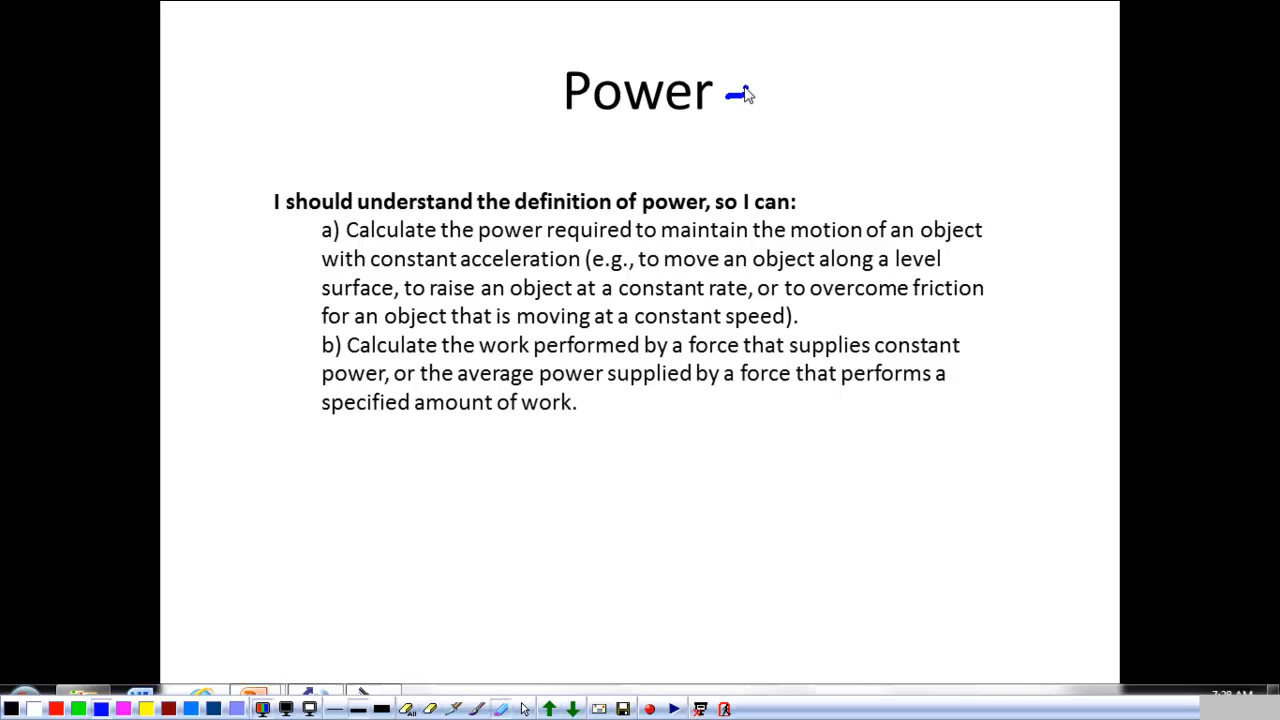 Power
I should understand the definition of power, so I can:
a) Calculate the power required to maintain the motion of an object
with constant acceleration (e.g., to move an object along a level
surface, to raise an object at a constant rate, or to overcome friction
for an object that is moving at a constant speed).
b) Calculate the work performed by a force that supplies constant
power, or the average power supplied by a force that performs a
specified amount of work.